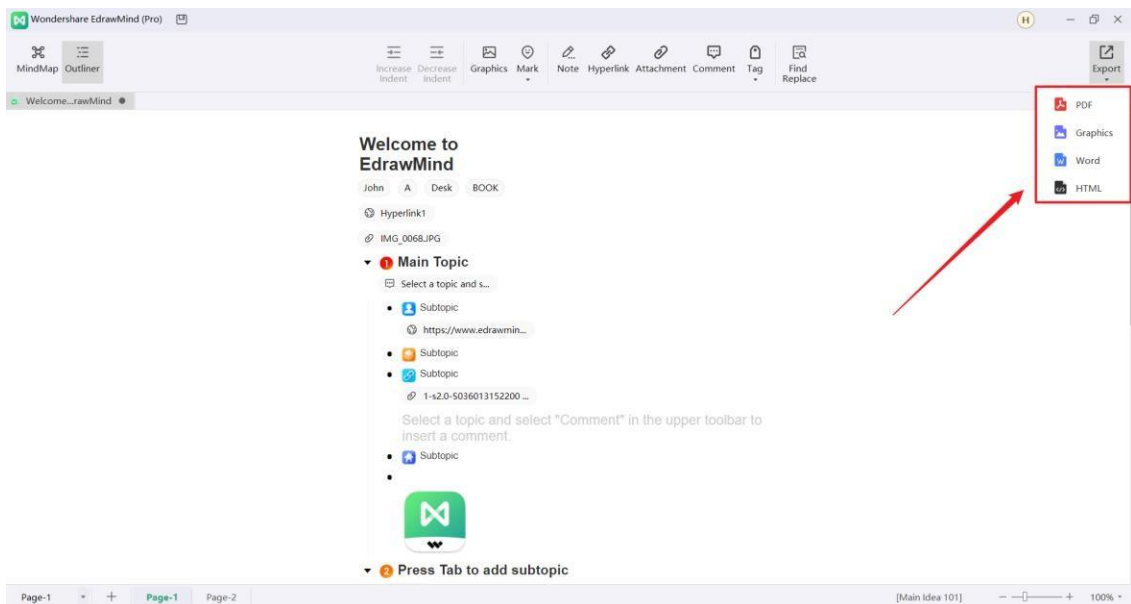 Wondershare EdrawMind (Pro)
H
MindMap Outliner
Increase Indent
Decrease Indent
Graphics Mark Note Hyperlink Attachment Comment Tag
Find Replace
Export
Welcome...rawMind
PDF
Graphics
Word
HTML
Welcome to
EdrawMind
John A Desk BOOK
Hyperlink1
IMG_0068.JPG
1 Main Topic
Select a topic and s...
Subtopic
https://www.edrawmin...
Subtopic
Subtopic
1-s2.0-S036013152200 ...
Select a topic and select "Comment" in the upper toolbar to
insert a comment.
Subtopic
2 Press Tab to add subtopic
Page-1 Page-1 Page-2 [Main Idea 101] 100%